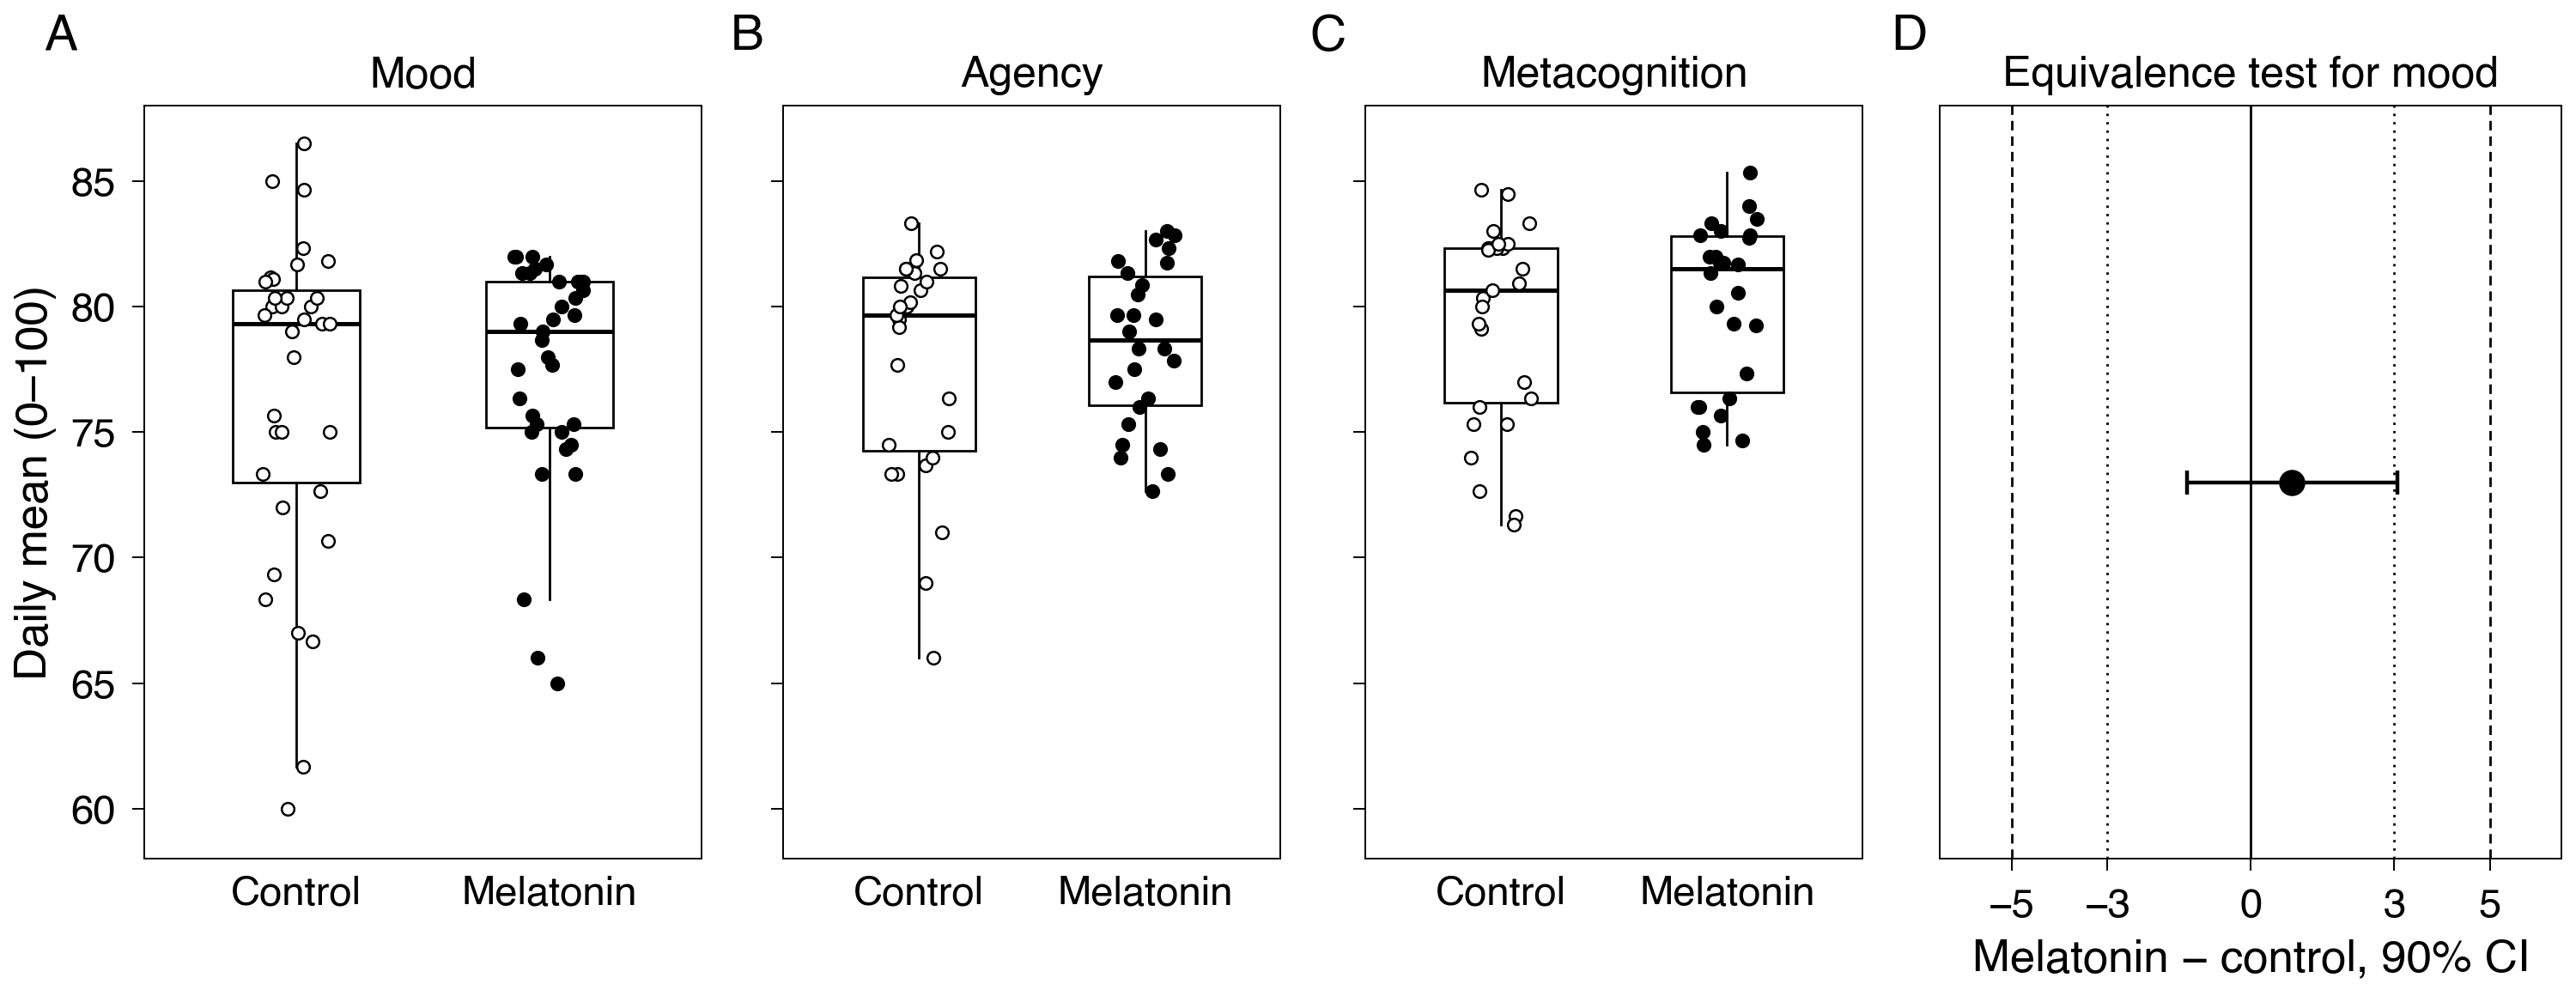 A
B
C
D
Mood
Agency
Metacognition
Equivalence test for mood
Daily mean (0–100)
85
80
75
70
65
60
Control Melatonin
Control Melatonin
Control Melatonin
–5 –3 0 3 5
Melatonin – control, 90% CI